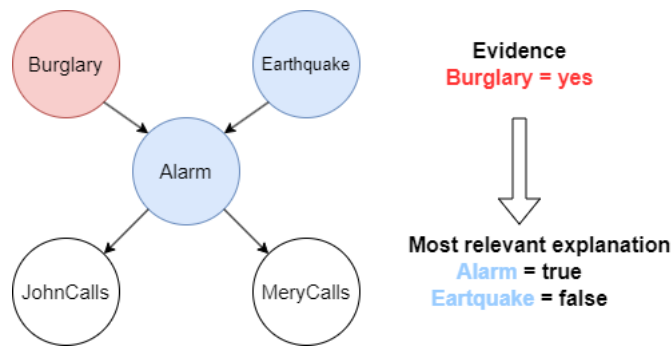 Burglary
Earthquake
Alarm
JohnCalls
MeryCalls
Evidence
Burglary = yes
Most relevant explanation
Alarm = true
Eartquake = false